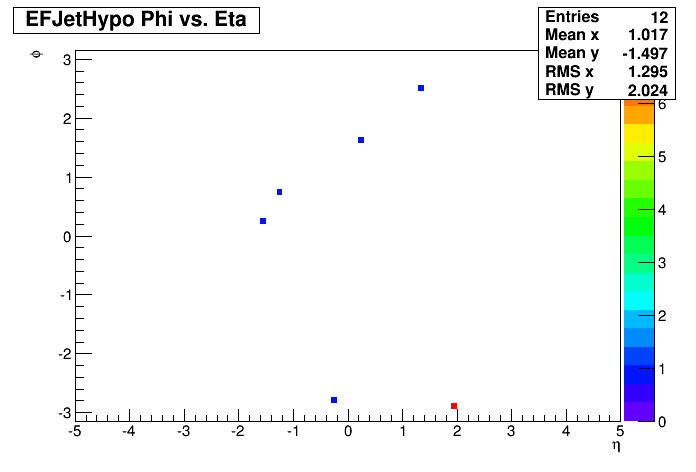 EFJetHypo Phi vs. Eta
Entries 12
Mean x 1.017
Mean y -1.497
RMS x 1.295
RMS y 2.024
ϕ
3
2
1
0
-1
-2
-3
-5 -4 -3 -2 -1 0 1 2 3 4 5
η
6
5
4
3
2
1
0